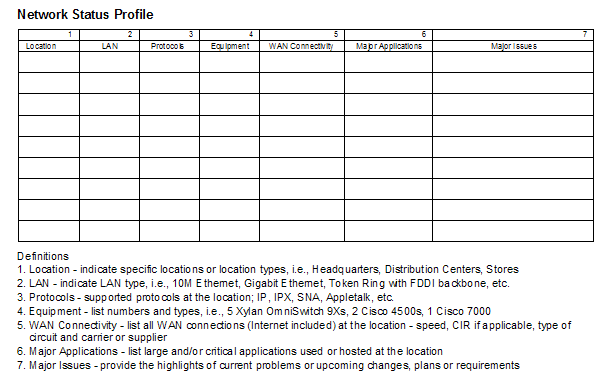 Network Status Profile
1 2 3 4 5 6 7
Location LAN Protocols Equipment WAN Connectivity Major Applications Major Issues
Definitions
1. Location - indicate specific locations or location types, i.e., Headquarters, Distribution Centers, Stores
2. LAN - indicate LAN type, i.e., 10M Ethernet, Gigabit Ethernet, Token Ring with FDDI backbone, etc.
3. Protocols - supported protocols at the location; IP, IPX, SNA, Appletalk, etc.
4. Equipment - list numbers and types, i.e., 5 Xylan OmniSwitch 9Xs, 2 Cisco 4500s, 1 Cisco 7000
5. WAN Connectivity - list all WAN connections (Internet included) at the location - speed, CIR if applicable, type of
circuit and carrier or supplier
6. Major Applications - list large and/or critical applications used or hosted at the location
7. Major Issues - provide the highlights of current problems or upcoming changes, plans or requirements